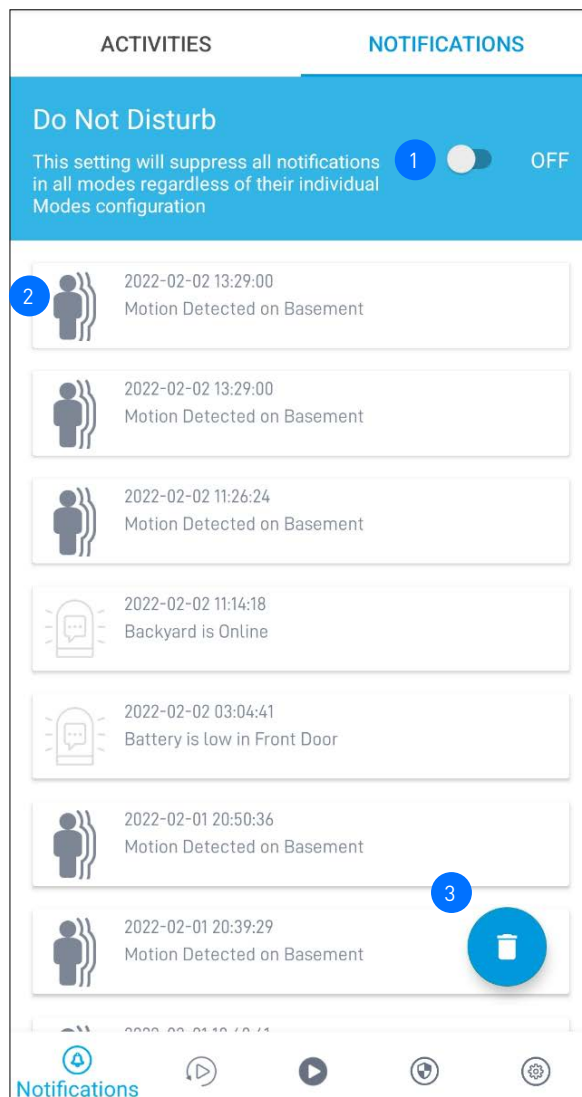 ACTIVITIES NOTIFICATIONS
Do Not Disturb
This setting will suppress all notifications
in all modes regardless of their individual
Modes configuration
1 OFF
2
2022-02-02 13:29:00
Motion Detected on Basement
2022-02-02 13:29:00
Motion Detected on Basement
2022-02-02 11:26:24
Motion Detected on Basement
2022-02-02 11:14:18
Backyard is Online
2022-02-02 03:04:41
Battery is low in Front Door
2022-02-01 20:50:36
Motion Detected on Basement
3
2022-02-01 20:39:29
Motion Detected on Basement
Notifications